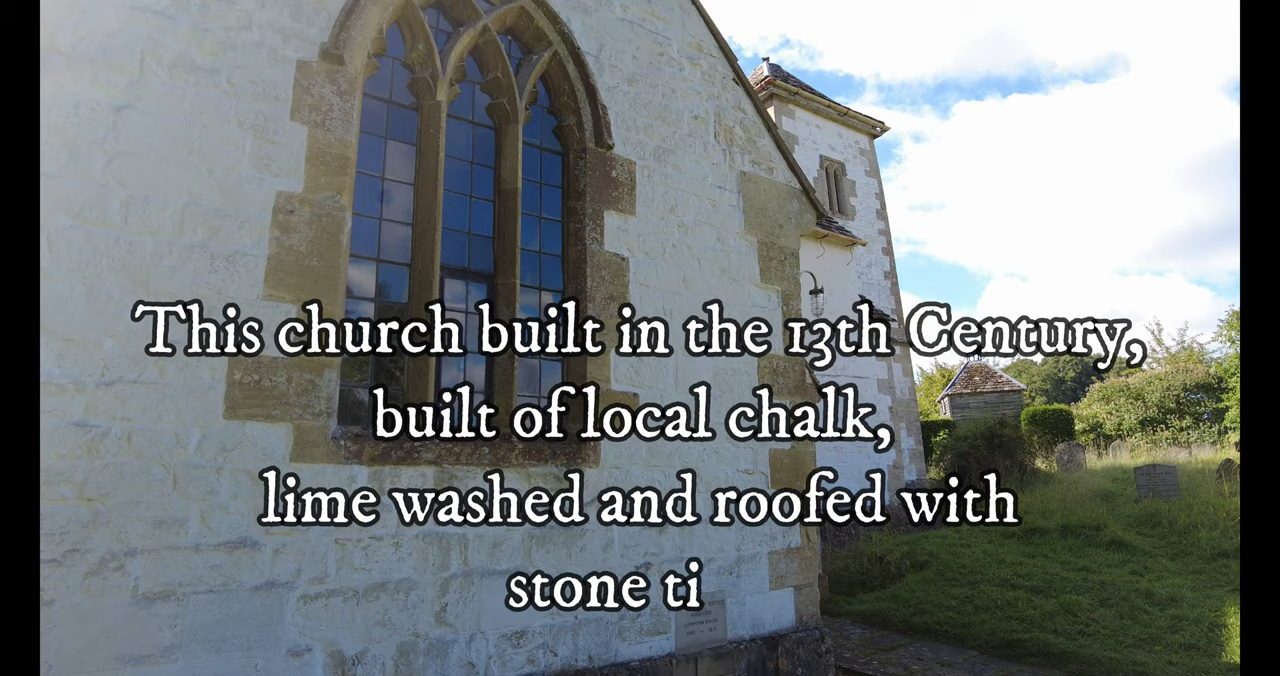 This church built in the 13th Century,
built of local chalk,
lime washed and roofed with
stone ti